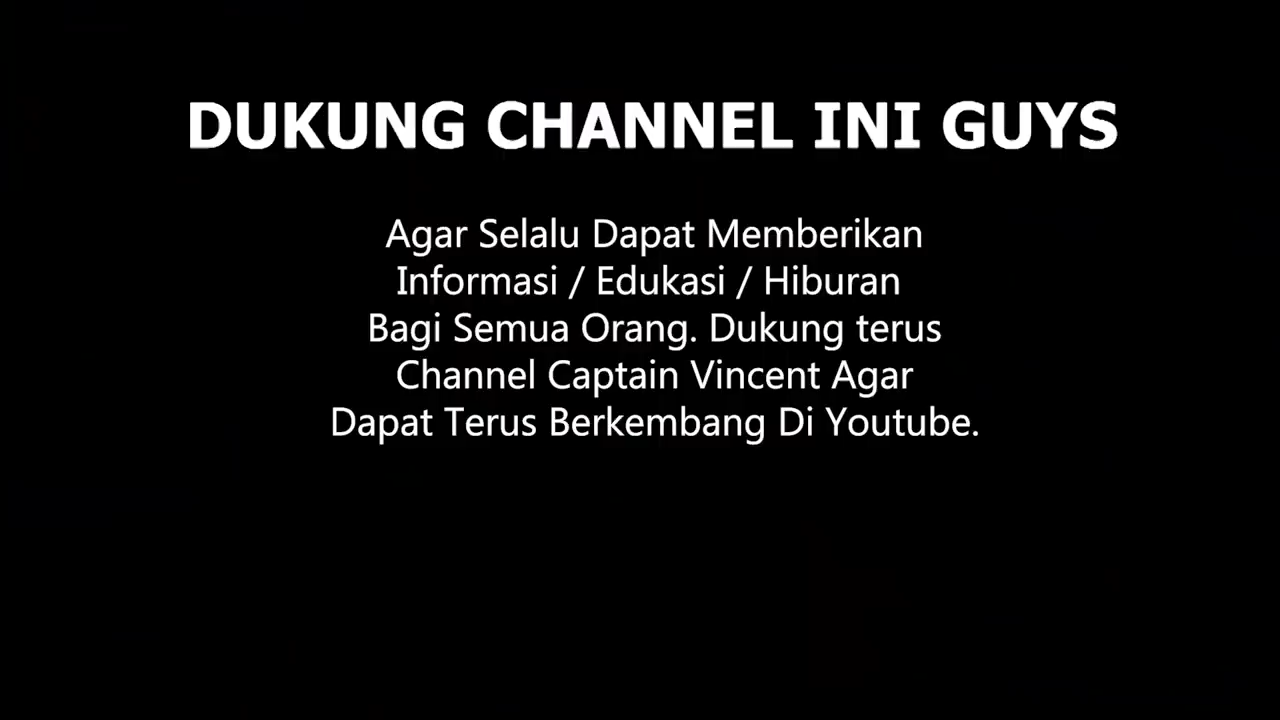 DUKUNG CHANNEL INI GUYS
Agar Selalu Dapat Memberikan
Informasi / Edukasi / Hiburan
Bagi Semua Orang. Dukung terus
Channel Captain Vincent Agar
Dapat Terus Berkembang Di Youtube.